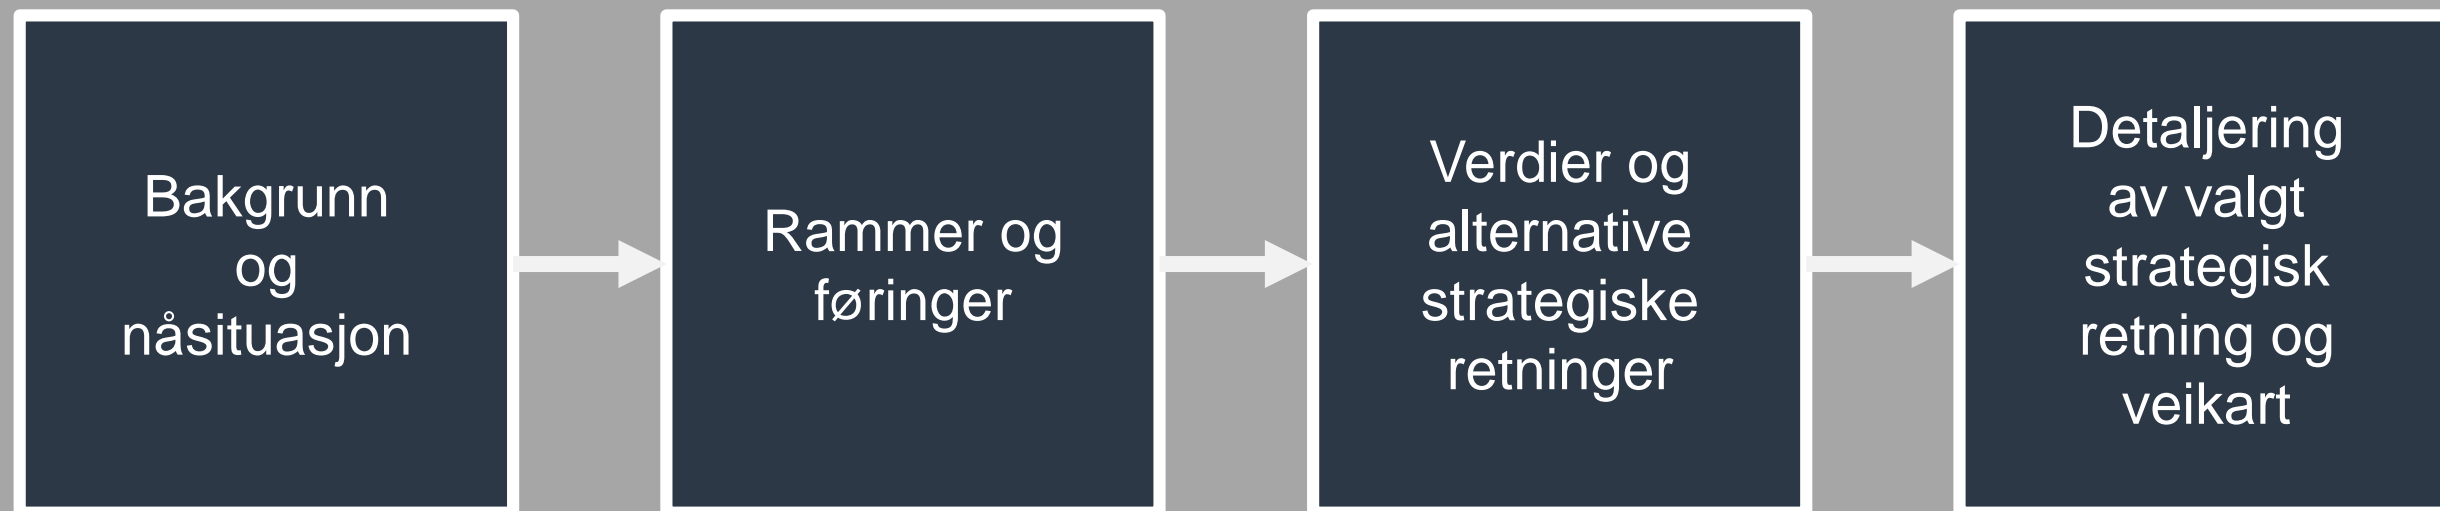 Bakgrunn
og
nåsituasjon
Rammer og
føringer
Verdier og
alternative
strategiske
retninger
Detaljering
av valgt
strategisk
retning og
veikart